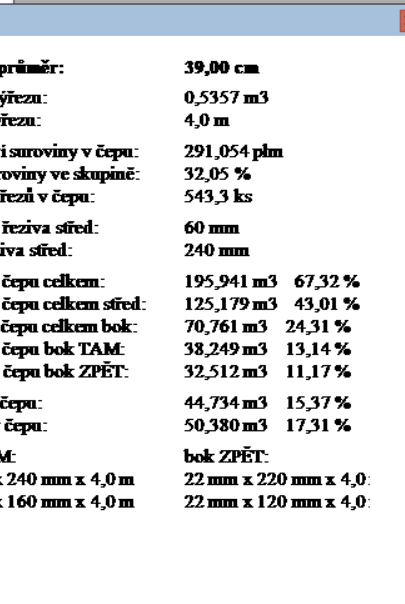 průměr: 39,00 cm
ýřezu: 0,5357 m3
řezu: 4,0 m
i suroviny v čepu: 291,054 plm
roviny ve skupině: 32,05 %
řezů v čepu: 543,3 ks
řeziva střed: 60 mm
iva střed: 240 mm
čepu celkem: 195,941 m3 67,32 %
čepu celkem střed: 125,179 m3 43,01 %
čepu celkem bok: 70,761 m3 24,31 %
čepu bok TAM: 38,249 m3 13,14 %
čepu bok ZPĚT: 32,512 m3 11,17 %
čepu: 44,734 m3 15,37 %
čepu: 50,380 m3 17,31 %
M: bok ZPĚT:
x 240 mm x 4,0 m 22 mm x 220 mm x 4,0
x 160 mm x 4,0 m 22 mm x 120 mm x 4,0